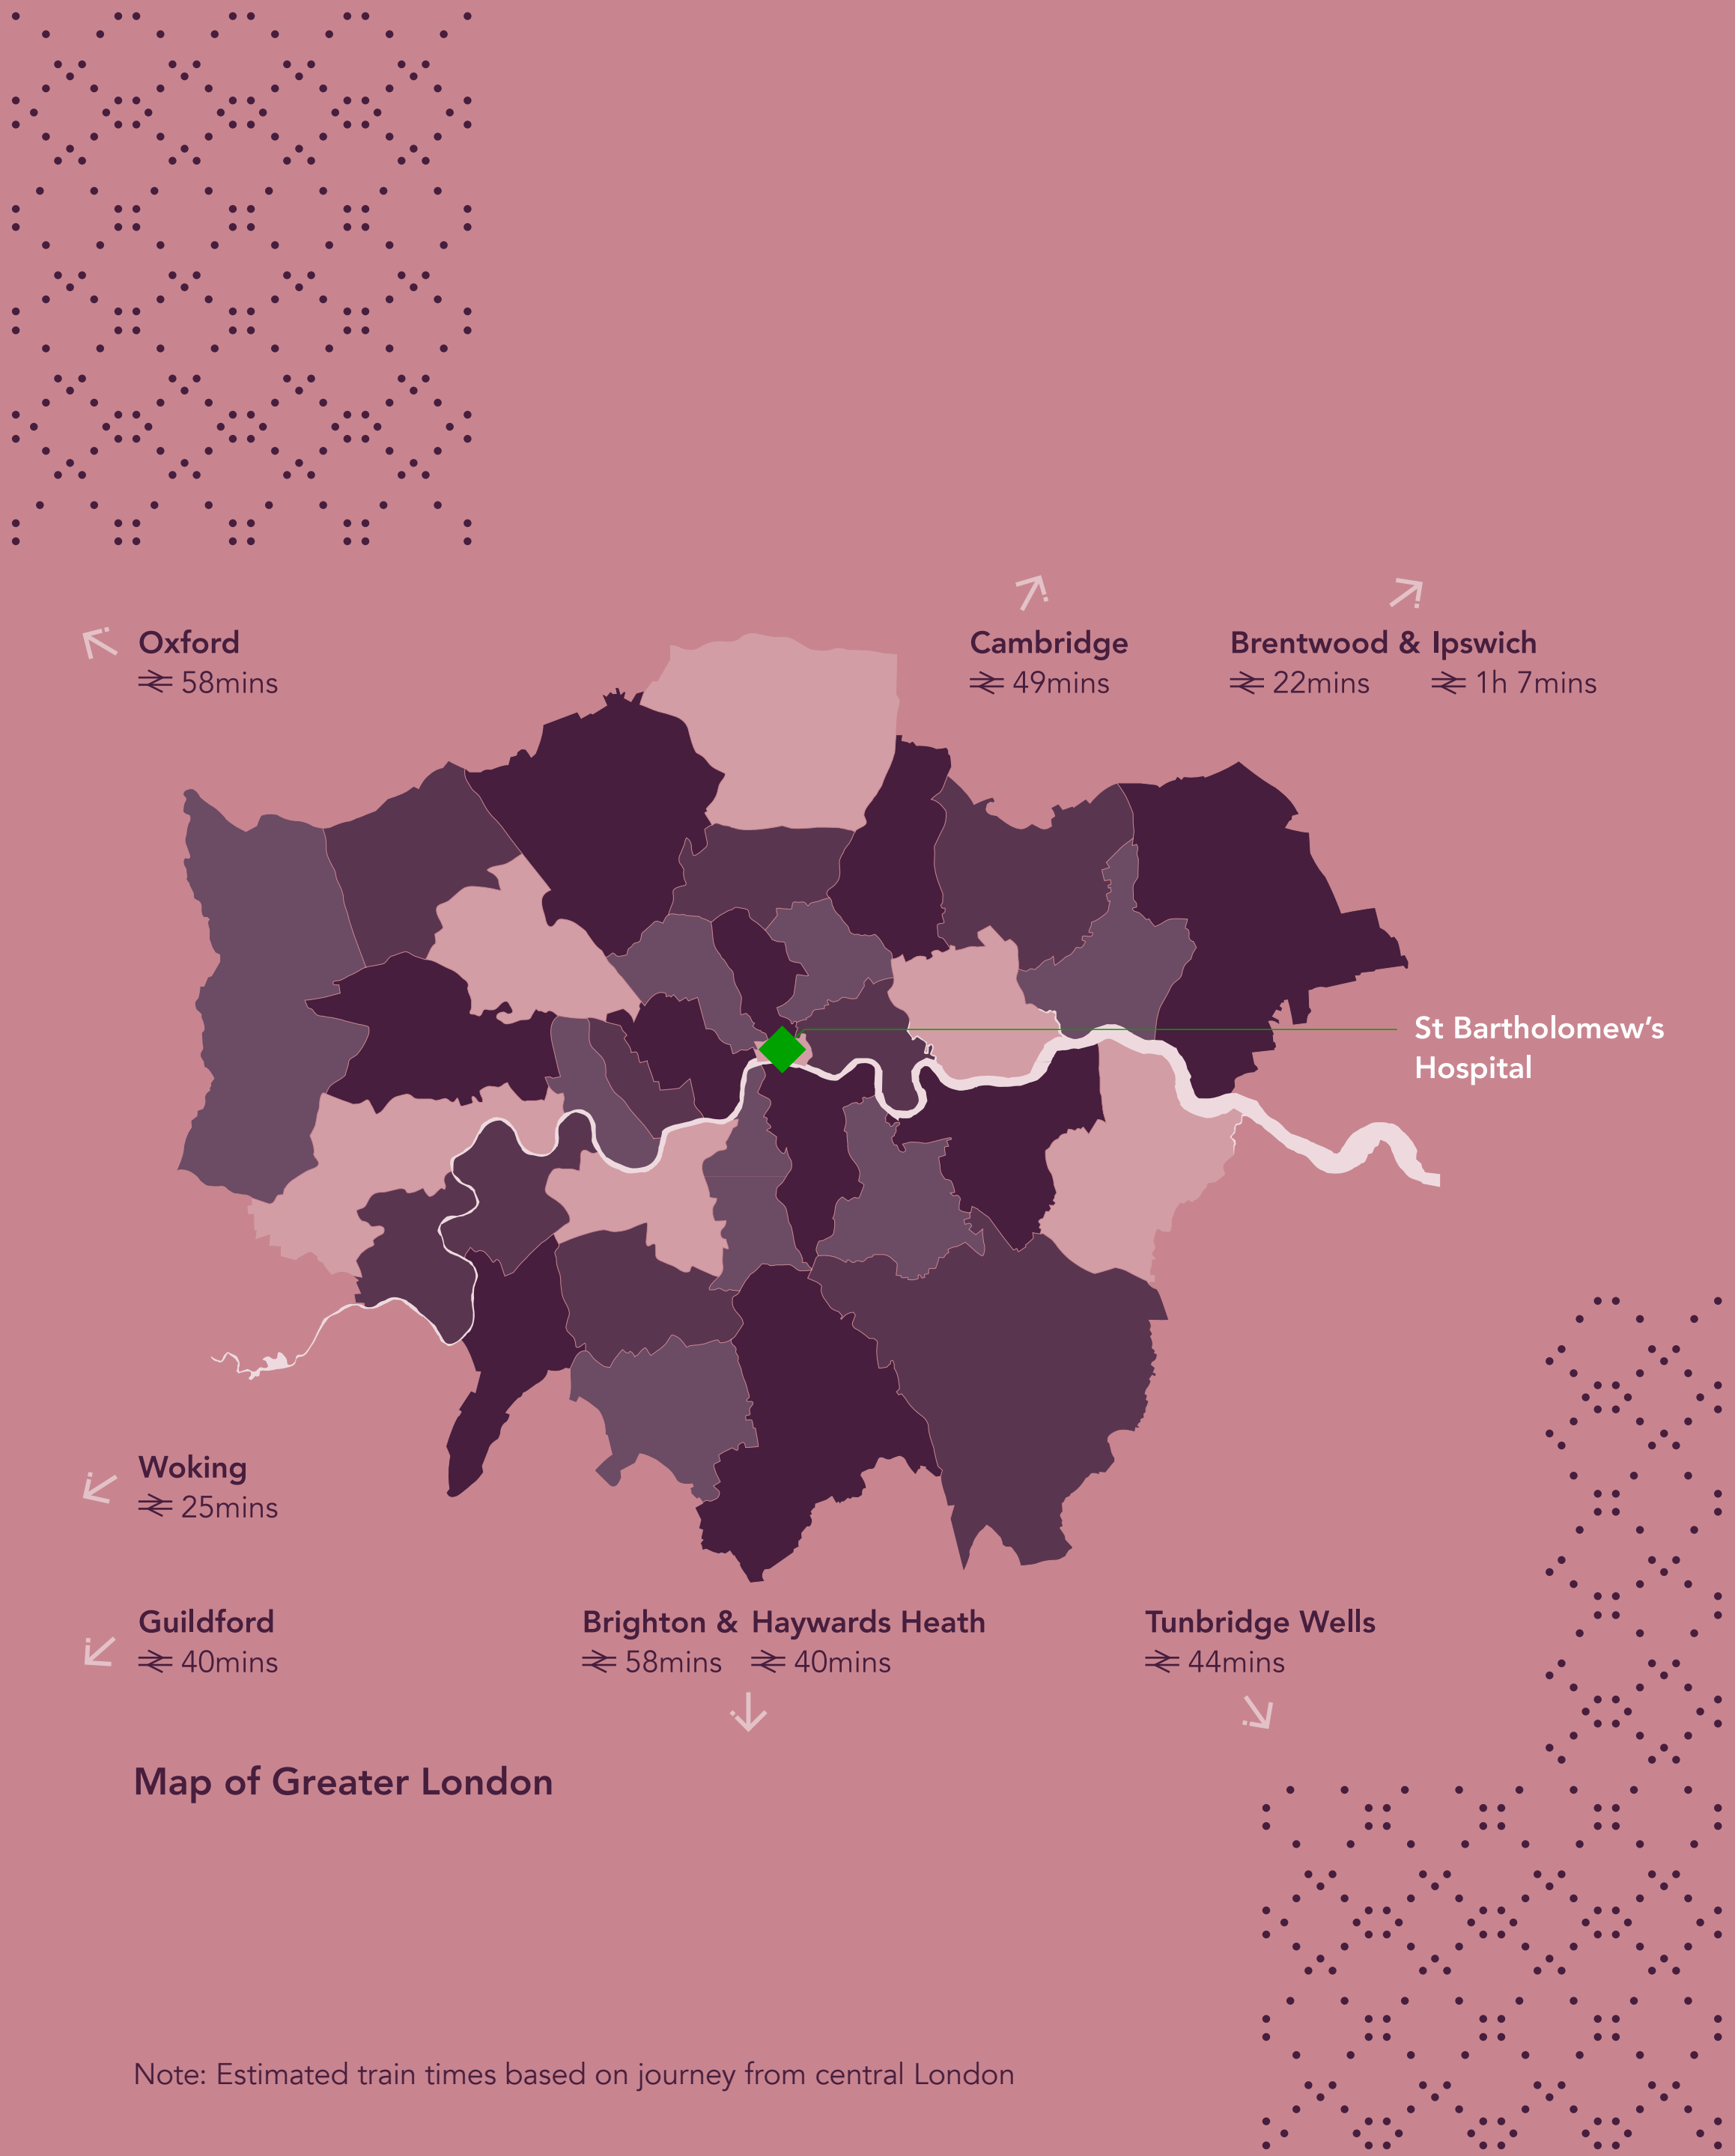 Oxford
58mins
Cambridge
49mins
Brentwood & Ipswich
22mins 1h 7mins
St Bartholomew’s
Hospital
Woking
25mins
Guildford
40mins
Brighton & Haywards Heath
58mins 40mins
Tunbridge Wells
44mins
Map of Greater London
Note: Estimated train times based on journey from central London